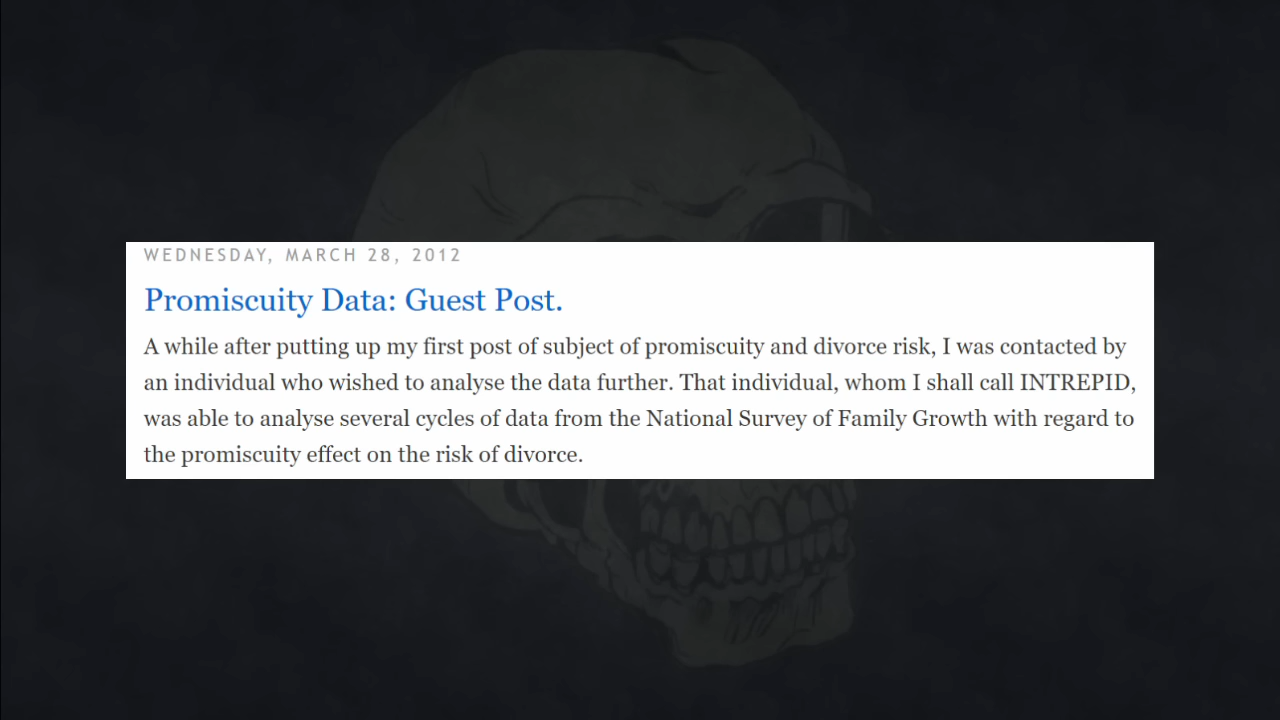 WEDNESDAY, MARCH 28, 2012
Promiscuity Data: Guest Post.
A while after putting up my first post of subject of promiscuity and divorce risk, I was contacted by
an individual who wished to analyse the data further. That individual, whom I shall call INTREPID,
was able to analyse several cycles of data from the National Survey of Family Growth with regard to
the promiscuity effect on the risk of divorce.